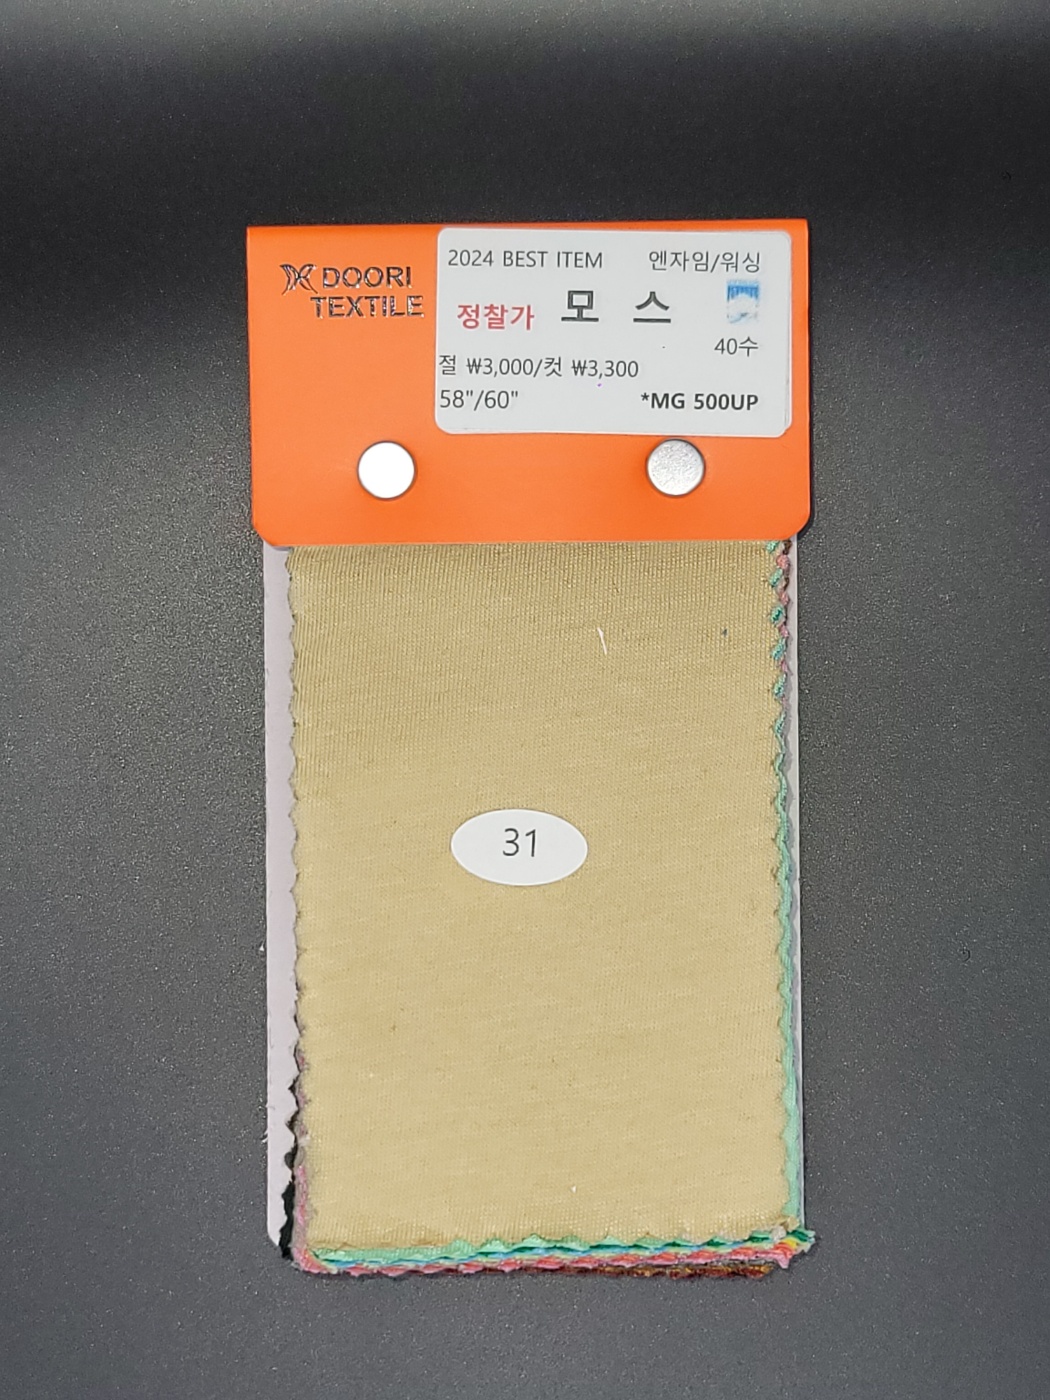 DOORI
TEXTILE
2024 BEST ITEM 엔자임/워싱
정찰가 모 스
40수
절 ₩3,000/컷 ₩3,300
58"/60" *MG 500UP
31